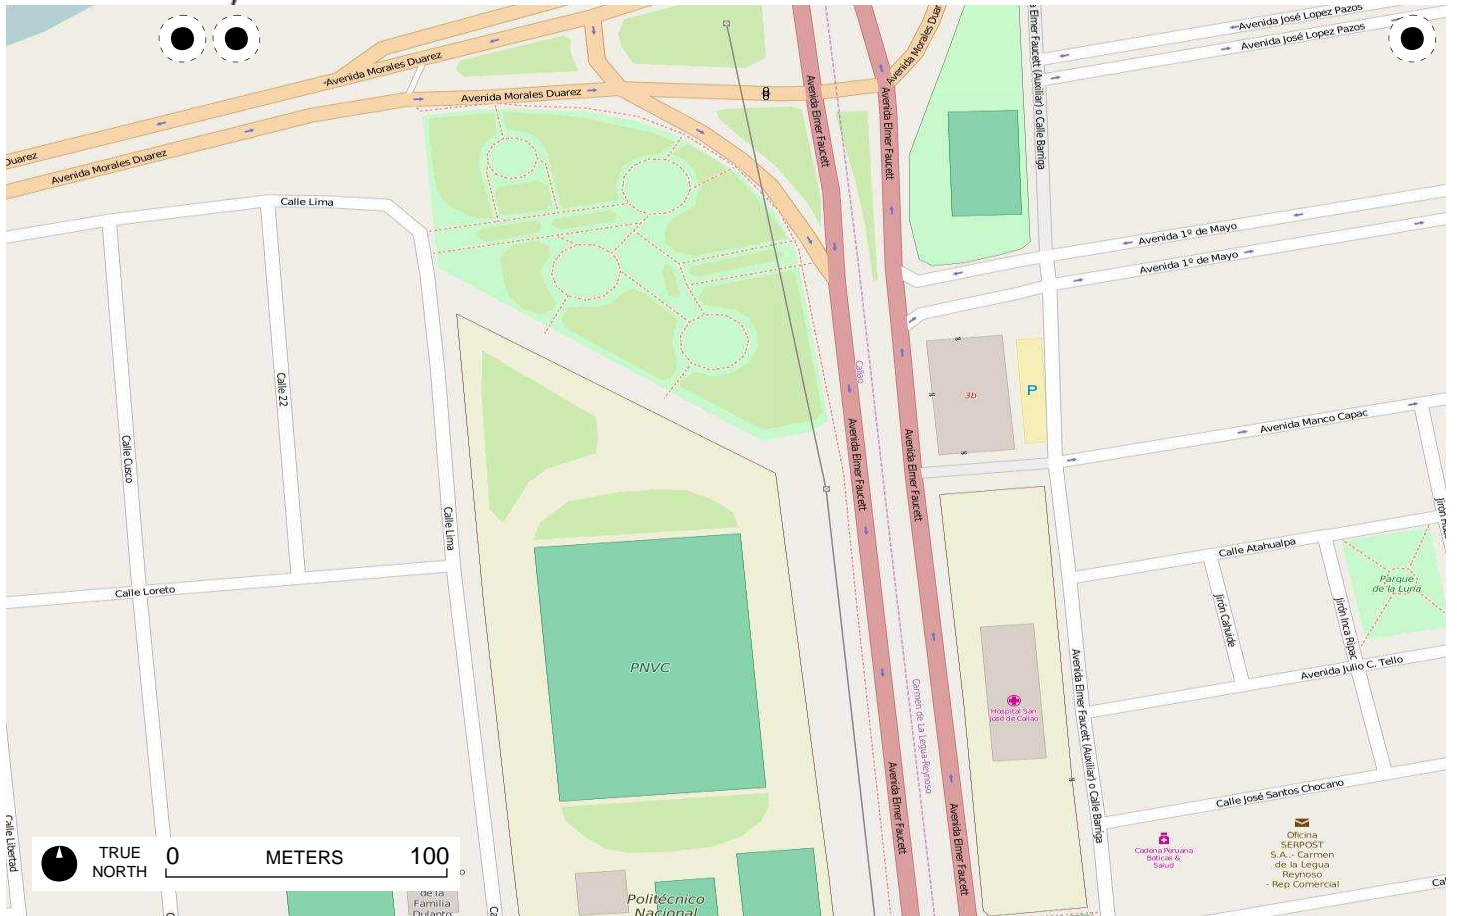 Avenida José Lopez Pazos
Avenida José Lopez Pazos
Avenida Morales Duarez
Avenida Morales Duarez
Avenida Morales Duarez
Duarez
Avenida Morales Duarez
Avenida Elmer Faucett
Avenida Elmer Faucett
Elmer Faucett (Auxiliar) o Calle Barriga
Calle Lima
Avenida 1º de Mayo
Avenida 1º de Mayo
Callao
3b
P
Calle 22
Calle Cusco
Avenida Manco Capac
Avenida Elmer Faucett
Avenida Elmer Faucett
Calle Lima
Calle Atahualpa
Parque
de la Luna
Calle Loreto
Jirón Cahuide
Jirón Inca Ripac
PNVC
Avenida Julio C. Tello
Hospital San
José de Callao
Carmen de La Legua-Reynoso
Avenida Elmer Faucett (Auxiliar) o Calle Barriga
Calle José Santos Chocano
Avenida Elmer Faucett
Avenida Elmer Faucett
Calle Libertad
Cadena Peruana
Boticas &
Salud
Oficina
SERPOST
S.A.- Carmen
de la Legua
Reynoso
- Rep Comercial
TRUE
NORTH
0
METERS
100
de la
Familia
Dulanto
Politécnico
Nacional